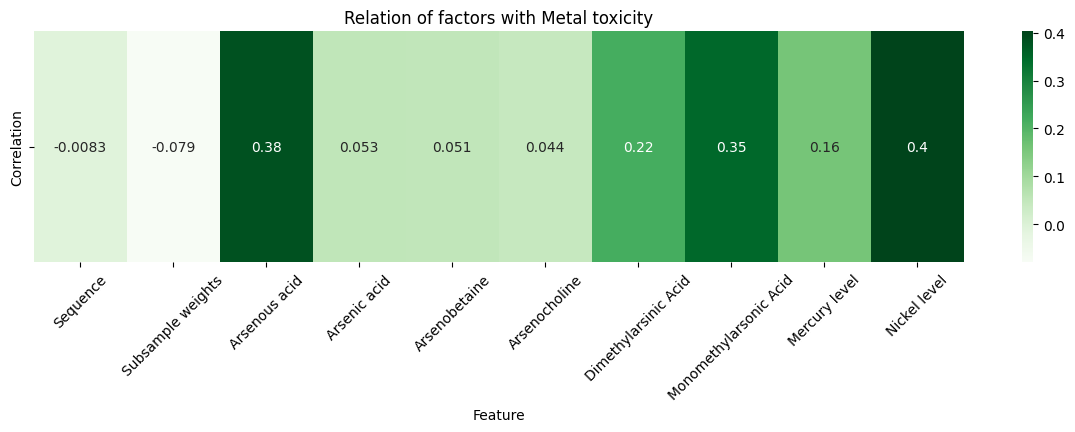 Relation of factors with Metal toxicity
Correlation
-0.0083 -0.079 0.38 0.053 0.051 0.044 0.22 0.35 0.16 0.4
Sequence Subsample weights Arsenous acid Arsenic acid Arsenobetaine Arsenocholine Dimethylarsinic Acid Monomethylarsonic Acid Mercury level Nickel level
Feature
0.4
0.3
0.2
0.1
0.0